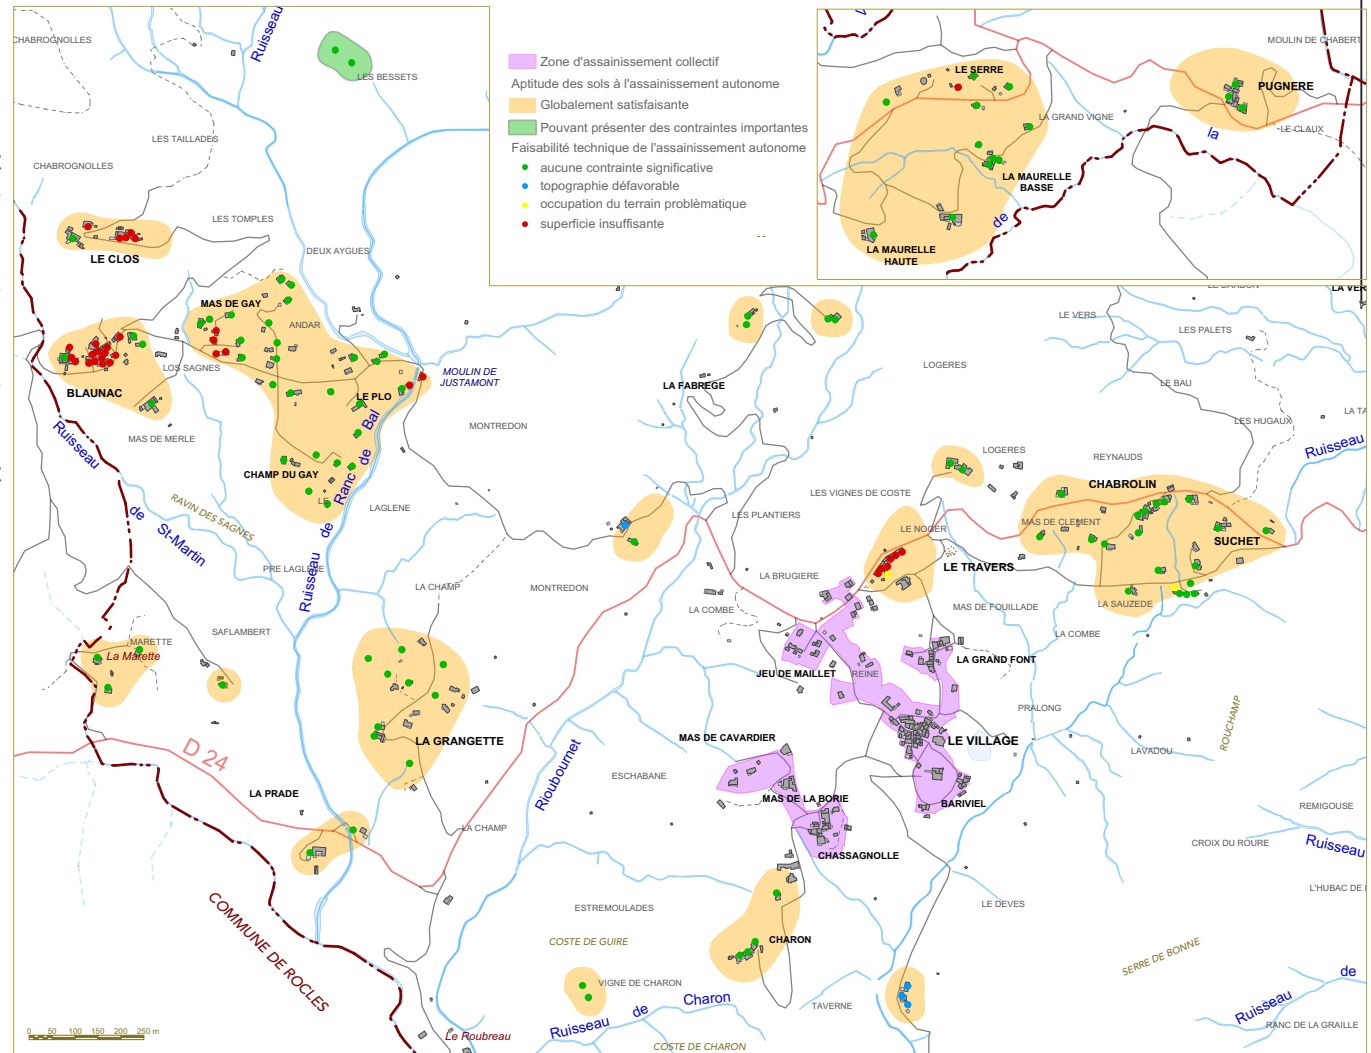 CHABROGNOLLES
Ruisseau
LES BESSETS
LES TAILLADES
CHABROGNOLLES
LES TOMPLES
DEUX AYGUES
LE CLOS
Zone d'assainissement collectif
Aptitude des sols à l'assainissement autonome
Globalement satisfaisante
Pouvant présenter des contraintes importantes
Faisabilité technique de l'assainissement autonome
aucune contrainte significative
topographie défavorable
occupation du terrain problèmatique
superficie insuffisante
MOULIN DE CHABERT
LE SERRE
PUGNERE
LA GRAND VIGNE
la
LE CLAUX
LA MAURELLE
BASSE
de
LA MAURELLE
HAUTE
MAS DE GAY
ANDAR
LOS SAGNES
BLAUNAC
LE PLO
MOULIN DE
JUSTAMONT
MAS DE MERLE
MONTREDON
CHAMP DU GAY
LE
LAGLENE
RAVIN DES SAGNES
Ruisseau
de
St-Martin
PRE LAGLENE
Ruisseau
de
Ranc
de
Bal
LA FABREGE
LOGERES
LE VERS
LES PALETS
LE BAU
LES HUGAUX
LA TA
LA VER
Ruisseau
LOGERES
REYNAUDS
CHABROLIN
LES VIGNES DE COSTE
LES PLANTIERS
LE NOGER
MAS DE CLEMENT
SUCHET
LE TRAVERS
LA BRUGIERE
LA COMBE
MAS DE FOUILLADE
LA SAUZEDE
LA COMBE
MONTREDON
LA CHAMP
SAFLAMBERT
MARETTE
La Marette
JEU DE MAILLET
REINE
LA GRAND FONT
PRALONG
ROUCHAMP
LAVADOU
LA GRANGETTE
D 24
MAS DE CAVARDIER
LE VILLAGE
ESCHABANE
Rioubournet
LA PRADE
MAS DE LA BORIE
BARIVIEL
REMIGOUSE
LA CHAMP
CHASSAGNOLLE
CROIX DU ROURE
Ruisseau
L'HUBAC DE
COMMUNE DE ROCLES
ESTREMOULADES
LE DEVES
COSTE DE GUIRE
CHARON
SERRE DE BONNE
VIGNE DE CHARON
TAVERNE
Ruisseau
de
Charon
Ruisseau
de
RANC DE LA GRAILLE
Le Roubreau
COSTE DE CHARON
0 50 100 150 200 250 m